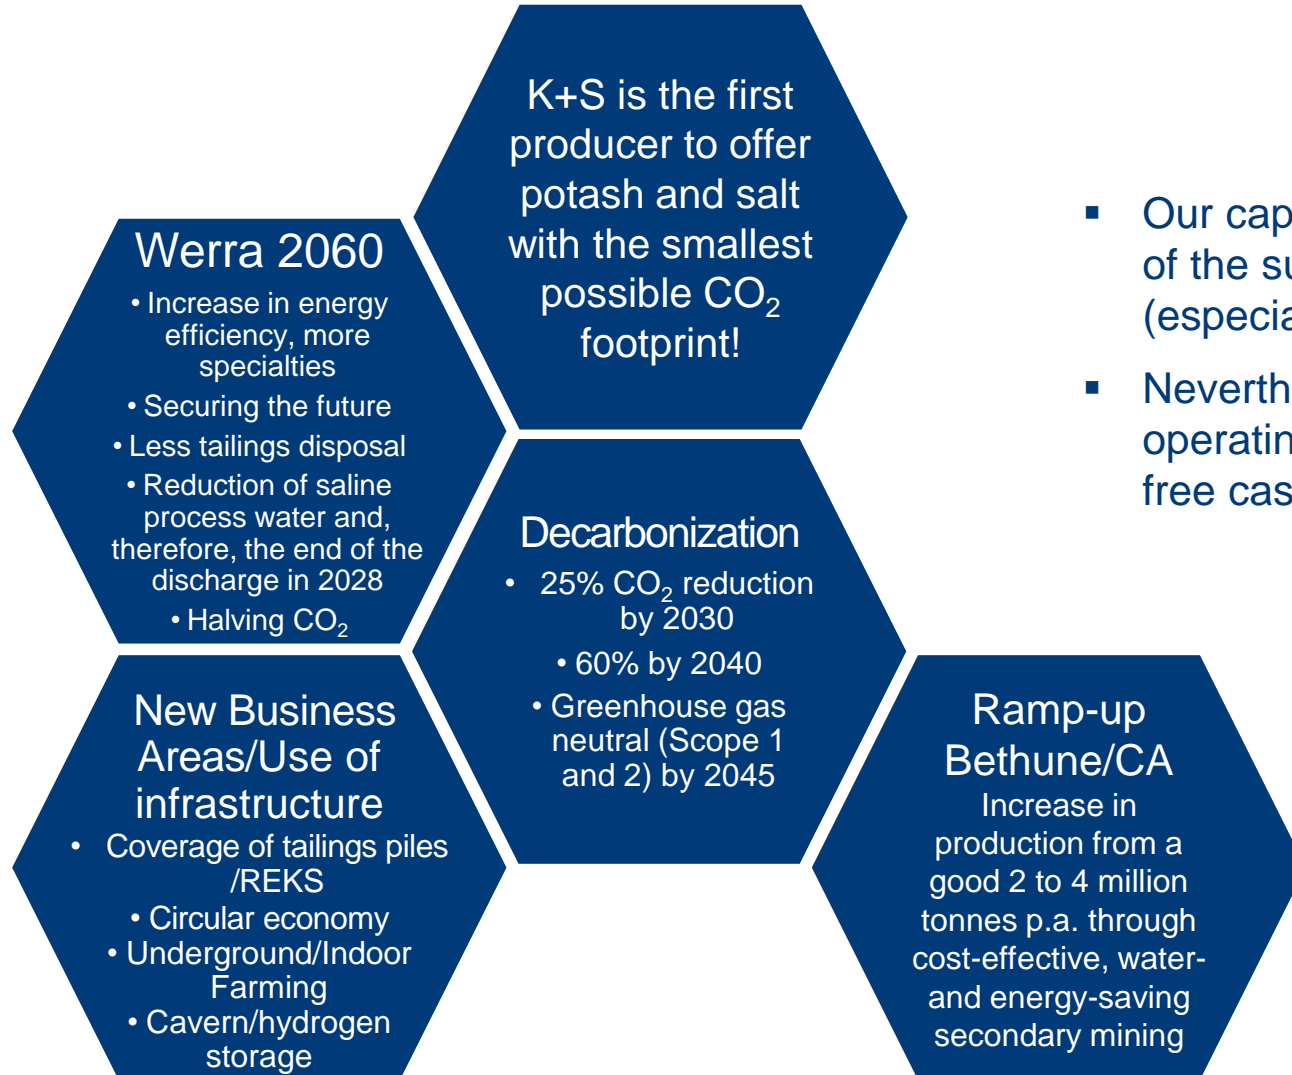 K+S is the first
producer to offer
potash and salt
with the smallest
possible CO₂
footprint!
Werra 2060
• Increase in energy
efficiency, more
specialties
• Securing the future
• Less tailings disposal
• Reduction of saline
process water and,
therefore, the end of the
discharge in 2028
• Halving CO₂
Decarbonization
• 25% CO₂ reduction
by 2030
• 60% by 2040
• Greenhouse gas
neutral (Scope 1
and 2) by 2045
New Business
Areas/Use of
infrastructure
• Coverage of tailings piles
/REKS
• Circular economy
• Underground/Indoor
Farming
• Cavern/hydrogen
storage
Ramp-up
Bethune/CA
Increase in
production from a
good 2 to 4 million
tonnes p.a. through
cost-effective, water-
and energy-saving
secondary mining
▪ Our cap
of the su
(especia
▪ Neverth
operatin
free cas